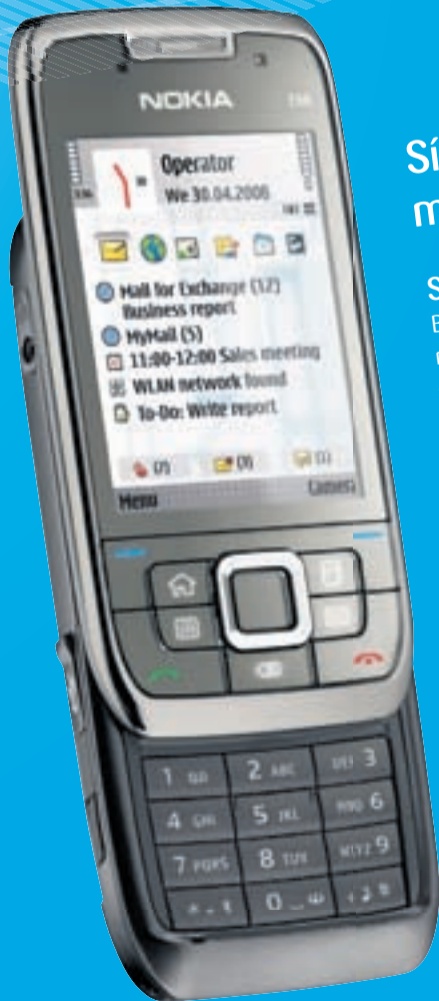 NOKIA
Operator
We 30.04.2008
Mail for Exchange (12)
Business report
MyMail (5)
11:00-12:00 Sales meeting
WLAN network found
To-Do: Write report
(3)
(1)
Menu
Sí
m
S
1
2 ABC
DEF 3
4 GHI
5 JKL
MNO 6
7 PQRS
8 TUV
WXYZ 9
0